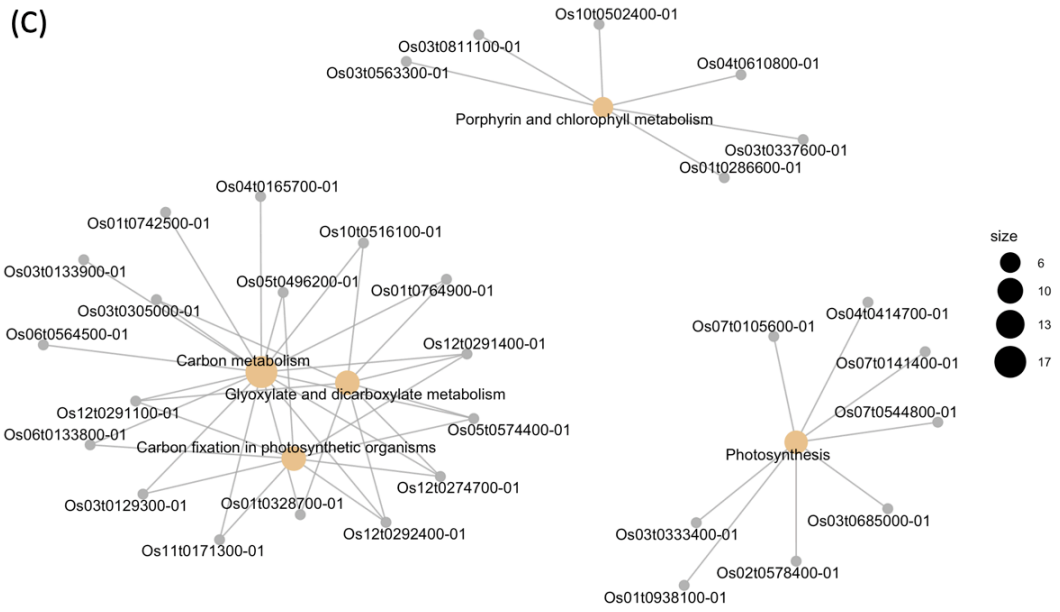 (C)
Os10t0502400-01
Os03t0811100-01
Os03t0563300-01
Os04t0610800-01
Porphyrin and chlorophyll metabolism
Os03t0337600-01
Os01t0286600-01
Os04t0165700-01
Os01t0742500-01
Os10t0516100-01
Os03t0133900-01
Os05t0496200-01
Os01t0764900-01
Os03t0305000-01
Os06t0564500-01
Os12t0291400-01
Carbon metabolism
Glyoxylate and dicarboxylate metabolism
Os12t0291100-01
Os06t0133800-01
Os05t0574400-01
Carbon fixation in photosynthetic organisms
Os12t0274700-01
Os03t0129300-01
Os01t0328700-01
Os12t0292400-01
Os11t0171300-01
Os04t0414700-01
Os07t0105600-01
Os07t0141400-01
Os07t0544800-01
Photosynthesis
Os03t0685000-01
Os03t0333400-01
Os02t0578400-01
Os01t0938100-01
size
6
10
13
17